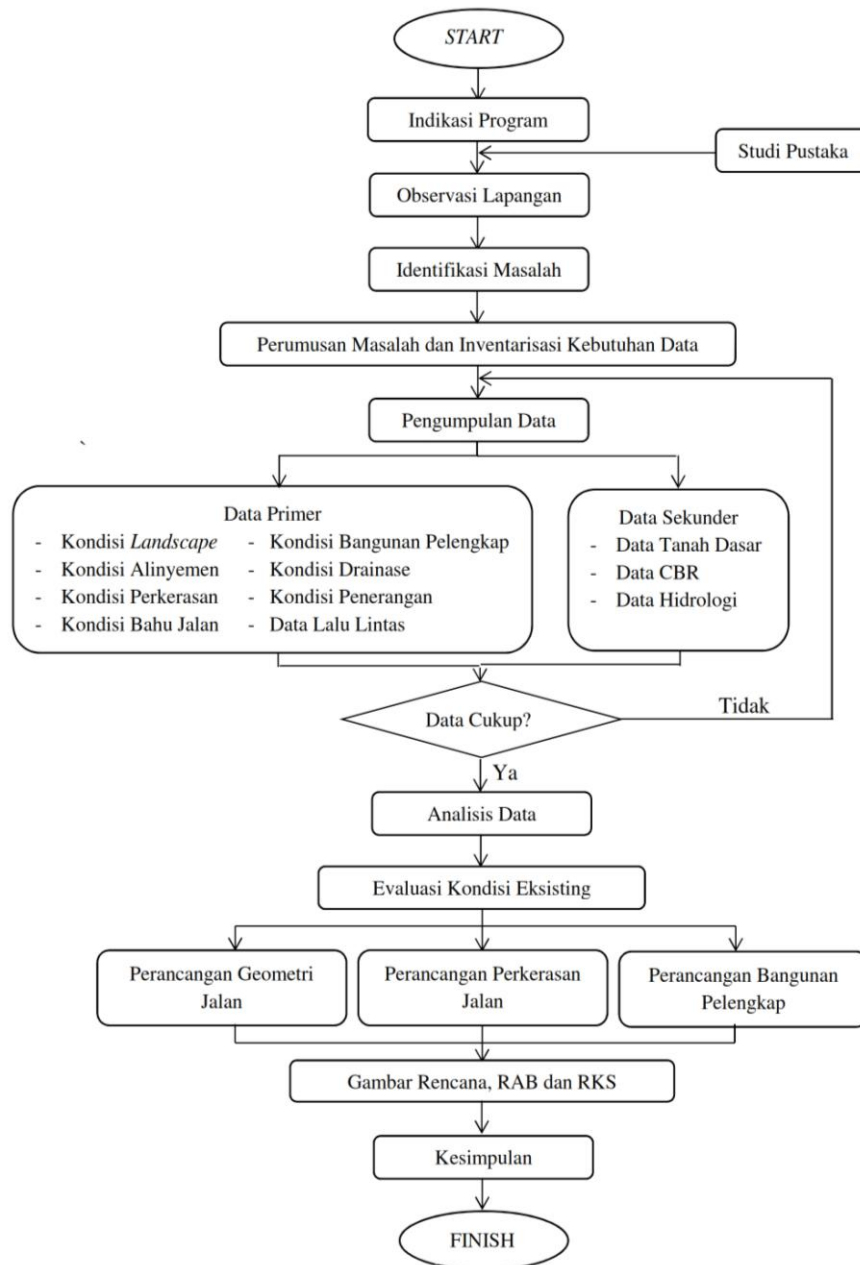 START
Indikasi Program
Studi Pustaka
Observasi Lapangan
Identifikasi Masalah
Perumusan Masalah dan Inventarisasi Kebutuhan Data
Pengumpulan Data
`
Data Primer
- Kondisi Landscape
- Kondisi Alinyemen
- Kondisi Perkerasan
- Kondisi Bahu Jalan
- Kondisi Bangunan Pelengkap
- Kondisi Drainase
- Kondisi Penerangan
- Data Lalu Lintas
Data Sekunder
- Data Tanah Dasar
- Data CBR
- Data Hidrologi
Data Cukup?
Tidak
Ya
Analisis Data
Evaluasi Kondisi Eksisting
Perancangan Geometri
Jalan
Perancangan Perkerasan
Jalan
Perancangan Bangunan
Pelengkap
Gambar Rencana, RAB dan RKS
Kesimpulan
FINISH